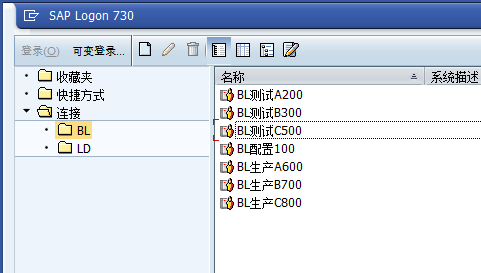 SAP Logon 730
登录(O) 可变登录...
收藏夹
快捷方式
连接
BL
LD
名称 系统描述
BL测试A200
BL测试B300
BL测试C500
BL配置100
BL生产A600
BL生产B700
BL生产C800